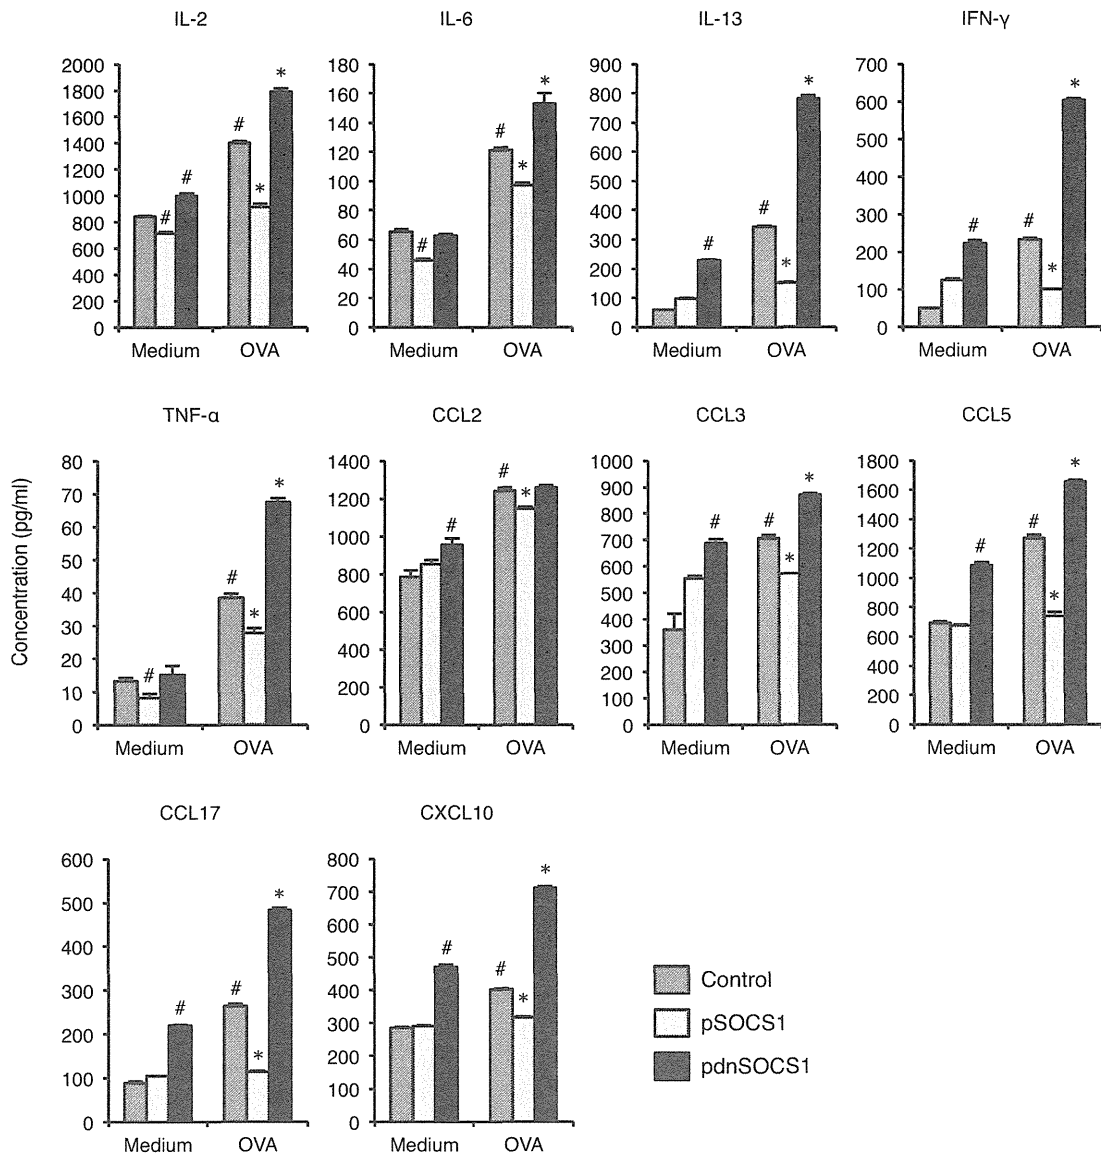 IL-2 IL-6 IL-13 IFN-γ
2000 180 900 700
1800 160 800 600
1600 140 700 500
1400 120 600 400
1200 100 500 300
1000 80 400 200
800 60 300 100
600 40 200 0
400 20 100
200 0 0
0
# # * # * # # * # * # # * * # # * *
Medium OVA Medium OVA Medium OVA Medium OVA
TNF-α CCL2 CCL3 CCL5
Concentration (pg/ml)
80 1400 1000 1800
70 1200 900 1600
60 1000 800 1400
50 800 700 1200
40 600 600 1000
30 400 500 800
20 200 400 600
10 0 300 400
0 200 200
100 0
0
# # * * # # * # # * * # # * *
Medium OVA Medium OVA Medium OVA Medium OVA
CCL17 CXCL10
600 800
500 700
400 600
300 500
200 400
100 300
0 200
100
0
# # * * # # * *
Medium OVA Medium OVA
Control
pSOCS1
pdnSOCS1